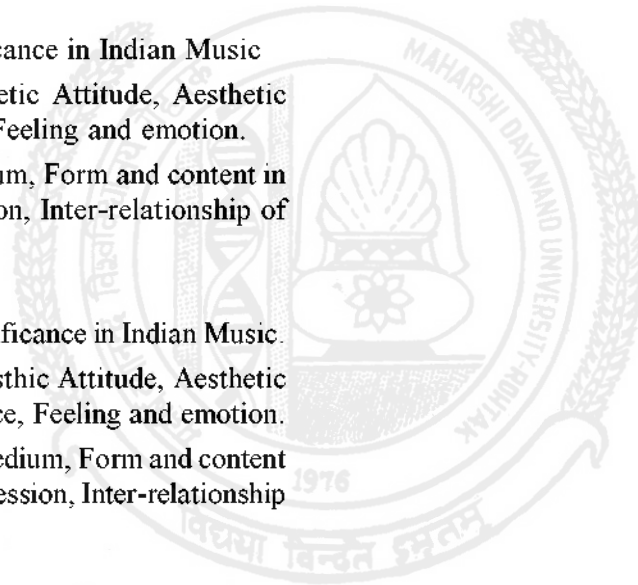 cance in Indian Music
etic Attitude, Aesthetic
Feeling and emotion.
um, Form and content in
on, Inter-relationship of
ficance in Indian Music.
sthic Attitude, Aesthetic
ce, Feeling and emotion.
edium, Form and content
ession, Inter-relationship
MAHARSHI DAYANAND UNIVERSITY ROHTAK
1976